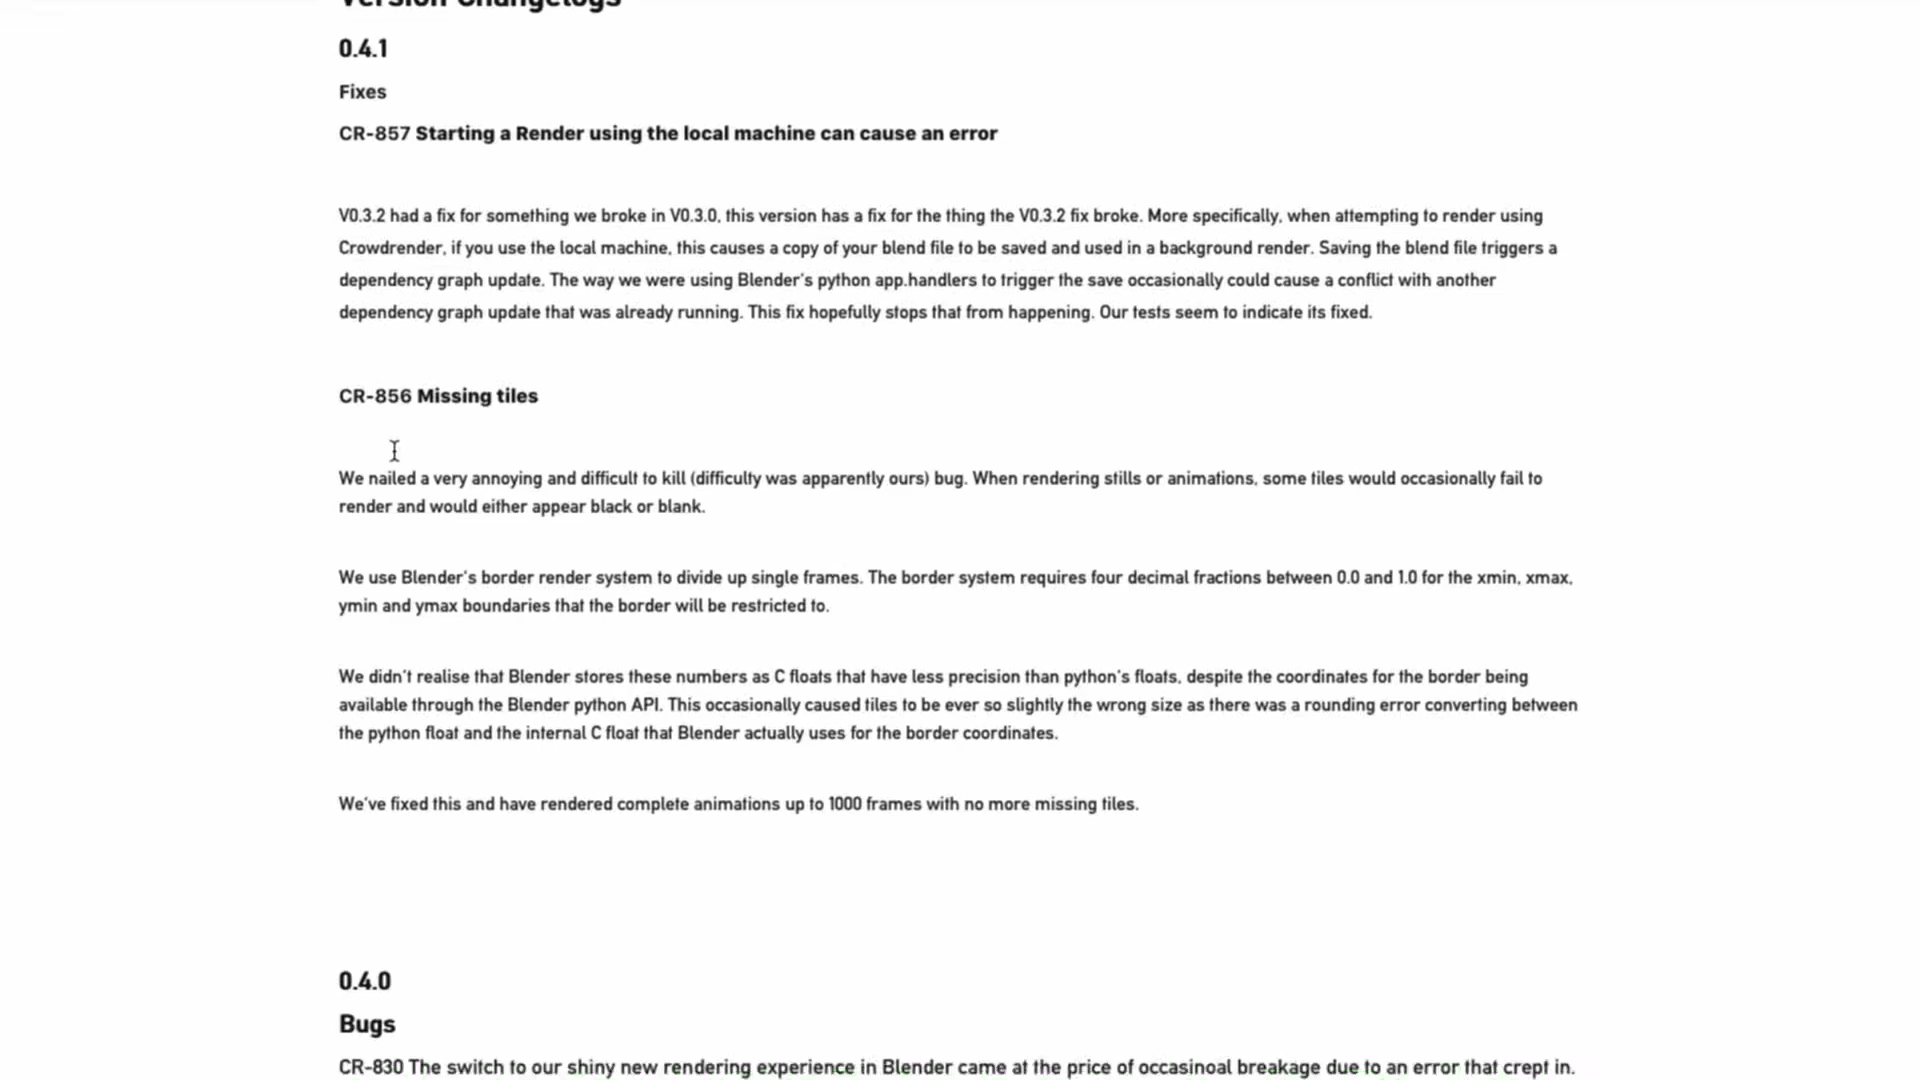 Version Changelogs
0.4.1
Fixes
CR-857 Starting a Render using the local machine can cause an error
V0.3.2 had a fix for something we broke in V0.3.0, this version has a fix for the thing the V0.3.2 fix broke. More specifically, when attempting to render using
Crowdrender, if you use the local machine, this causes a copy of your blend file to be saved and used in a background render. Saving the blend file triggers a
dependency graph update. The way we were using Blender's python app.handlers to trigger the save occasionally could cause a conflict with another
dependency graph update that was already running. This fix hopefully stops that from happening. Our tests seem to indicate its fixed.
CR-856 Missing tiles
We nailed a very annoying and difficult to kill (difficulty was apparently ours) bug. When rendering stills or animations, some tiles would occasionally fail to
render and would either appear black or blank.
We use Blender's border render system to divide up single frames. The border system requires four decimal fractions between 0.0 and 1.0 for the xmin, xmax,
ymin and ymax boundaries that the border will be restricted to.
We didn't realise that Blender stores these numbers as C floats that have less precision than python's floats, despite the coordinates for the border being
available through the Blender python API. This occasionally caused tiles to be ever so slightly the wrong size as there was a rounding error converting between
the python float and the internal C float that Blender actually uses for the border coordinates.
We've fixed this and have rendered complete animations up to 1000 frames with no more missing tiles.
0.4.0
Bugs
CR-830 The switch to our shiny new rendering experience in Blender came at the price of occasinoal breakage due to an error that crept in.